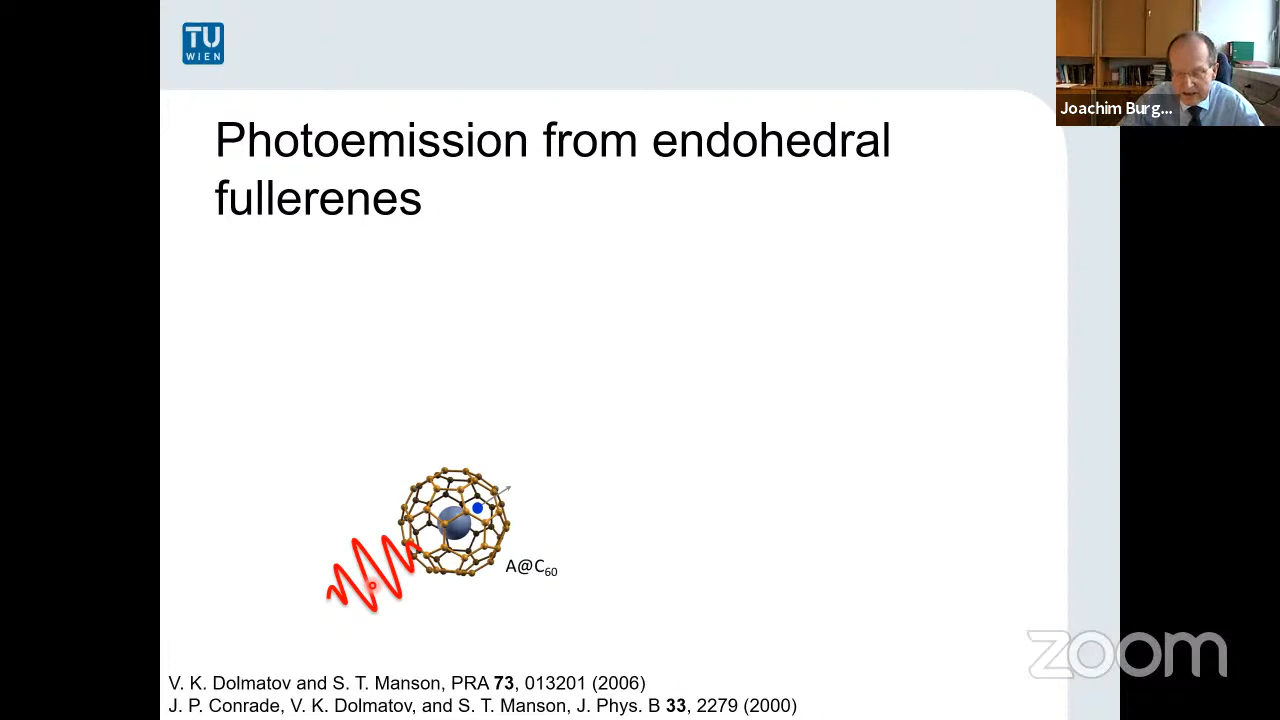 TU
WIEN
Joachim Burg...
Photoemission from endohedral
fullerenes
A@C60
zoom
V. K. Dolmatov and S. T. Manson, PRA 73, 013201 (2006)
J. P. Conrade, V. K. Dolmatov, and S. T. Manson, J. Phys. B 33, 2279 (2000)